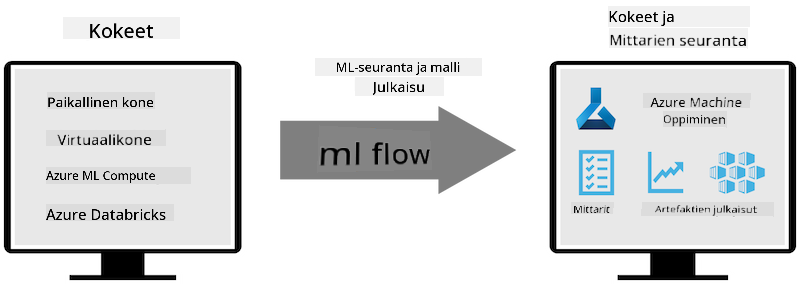 Kokeet
Paikallinen kone
Virtuaalikone
Azure ML Compute
Azure Databricks
ML-seuranta ja malli
Julkaisu
ml flow
Kokeet ja
Mittarien seuranta
Azure Machine
Oppiminen
Mittarit
Artefaktien julkaisut